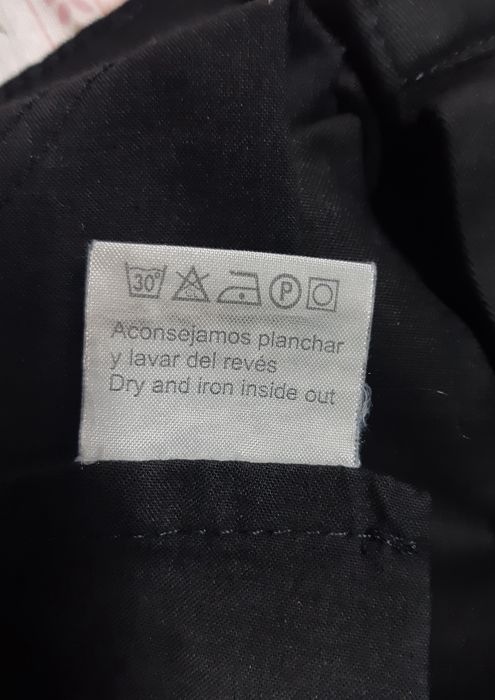 30° P
Aconsejamos planchar
y lavar del revés
Dry and iron inside out